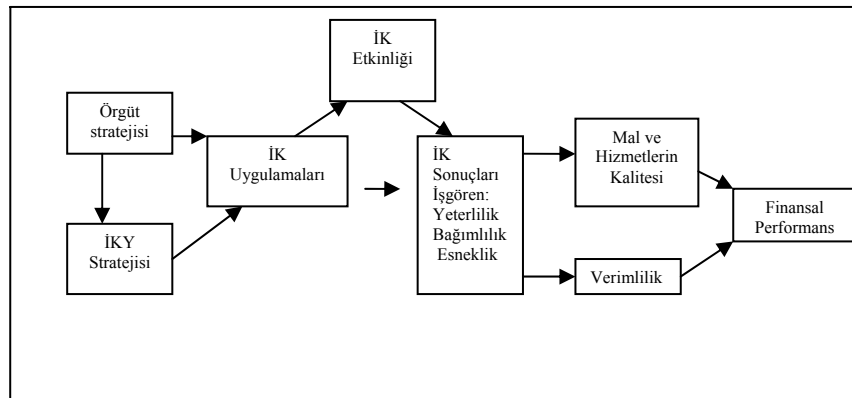 İK
Etkinliği
Örgüt
stratejisi
İK
Uygulamaları
İKY
Stratejisi
İK
Sonuçları
İşgören:
Yeterlilik
Bağımlılık
Esneklik
Mal ve
Hizmetlerin
Kalitesi
Verimlilik
Finansal
Performans